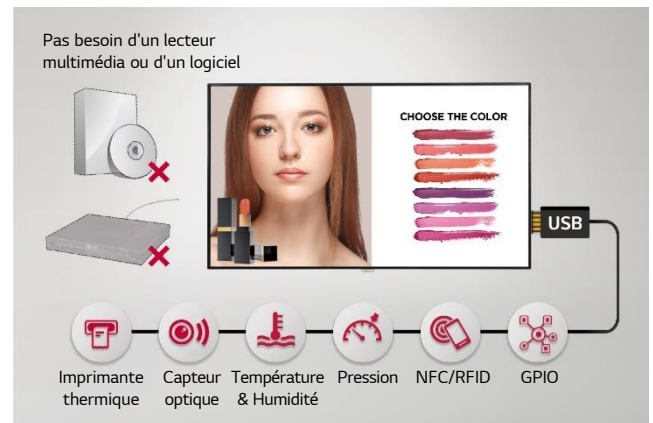 Pas besoin d'un lecteur
multimédia ou d'un logiciel
CHOOSE THE COLOR
USB
Imprimante
thermique
Capteur
optique
Température
& Humidité
Pression
NFC/RFID
GPIO